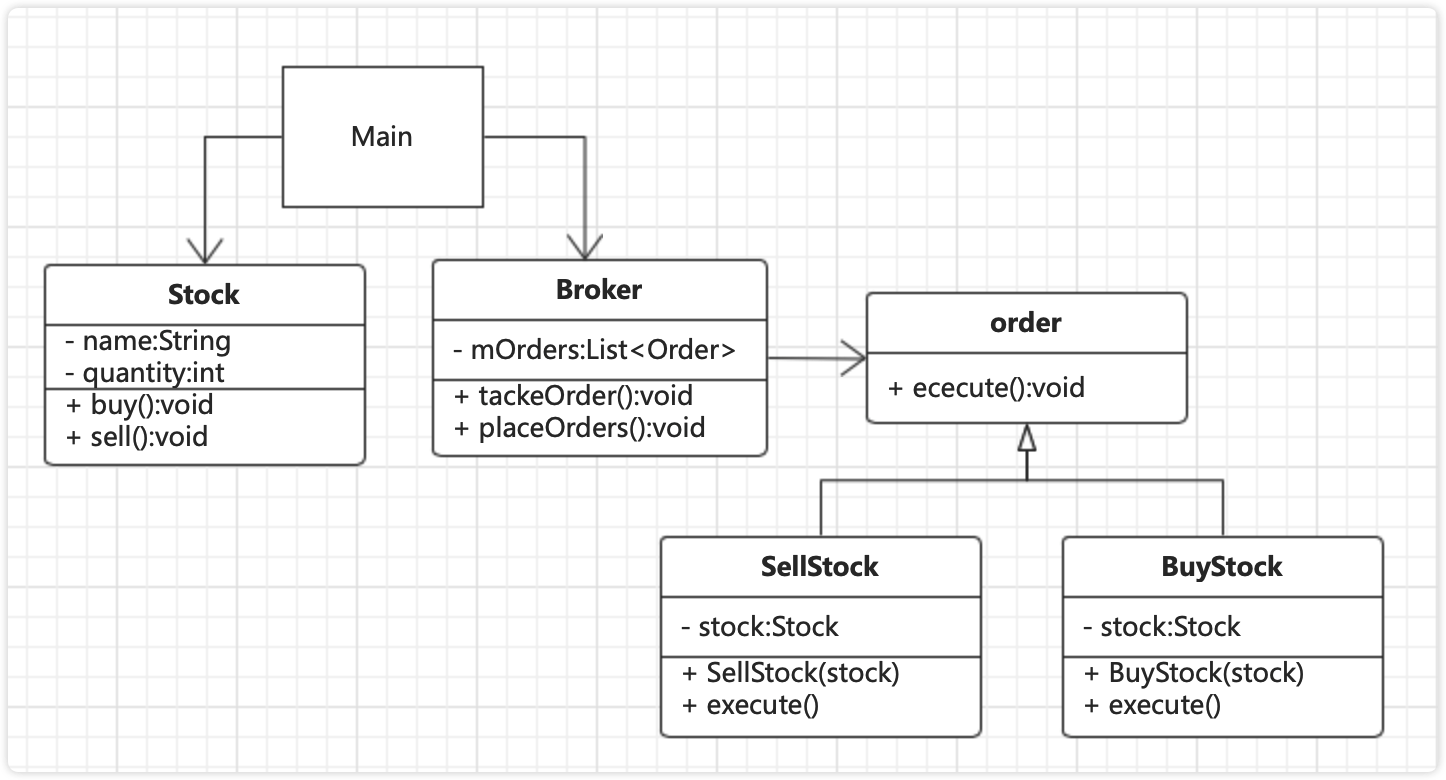 Main
Stock
- name:String
- quantity:int
+ buy():void
+ sell():void
Broker
- mOrders:List<Order>
+ tackeOrder():void
+ placeOrders():void
order
+ ececute():void
SellStock
- stock:Stock
+ SellStock(stock)
+ execute()
BuyStock
- stock:Stock
+ BuyStock(stock)
+ execute()